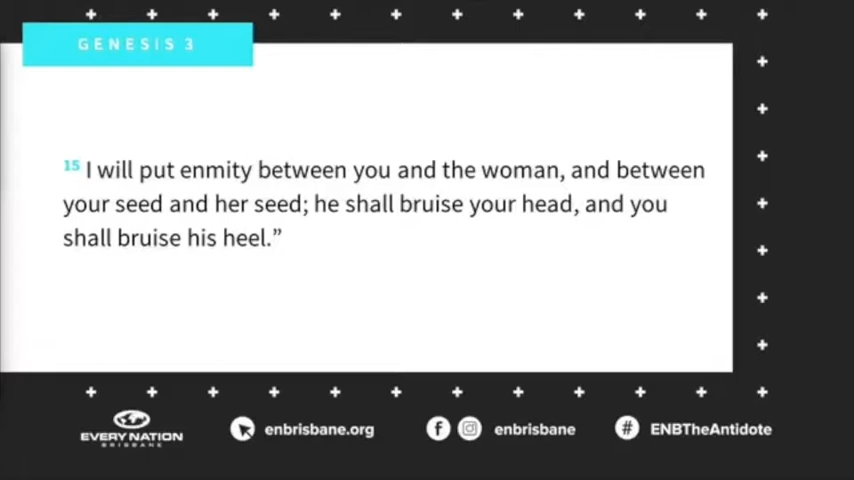 GENESIS 3
15 I will put enmity between you and the woman, and between
your seed and her seed; he shall bruise your head, and you
shall bruise his heel.”
EVERY NATION
BRISBANE
enbrisbane.org
enbrisbane
# ENBTheAntidote